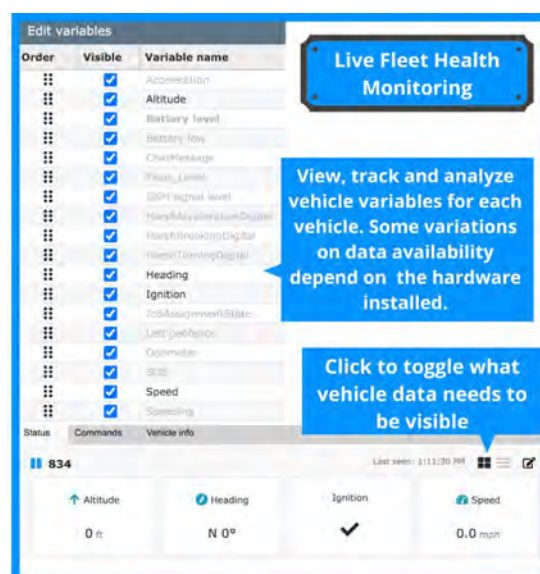 Edit variables
Order Visible Variable name
Acceleration
Altitude
Battery level
Battery low
ChatMessage
GSM signal level
HarshAccelerationDigital
HarshBreakingDigital
HarshTurningDigital
Heading
Ignition
JobAssignmentState
Last geofence
Odometer
SOS
Speed
Speeding
Live Fleet Health
Monitoring
View, track and analyze
vehicle variables for each
vehicle. Some variations
on data availability
depend on the hardware
installed.
Click to toggle what
vehicle data needs to
be visible
Status Commands Vehicle info
834
Last seen: 1:11:30 PM
Altitude Heading Ignition Speed
0 ft N 0° 0.0 mph